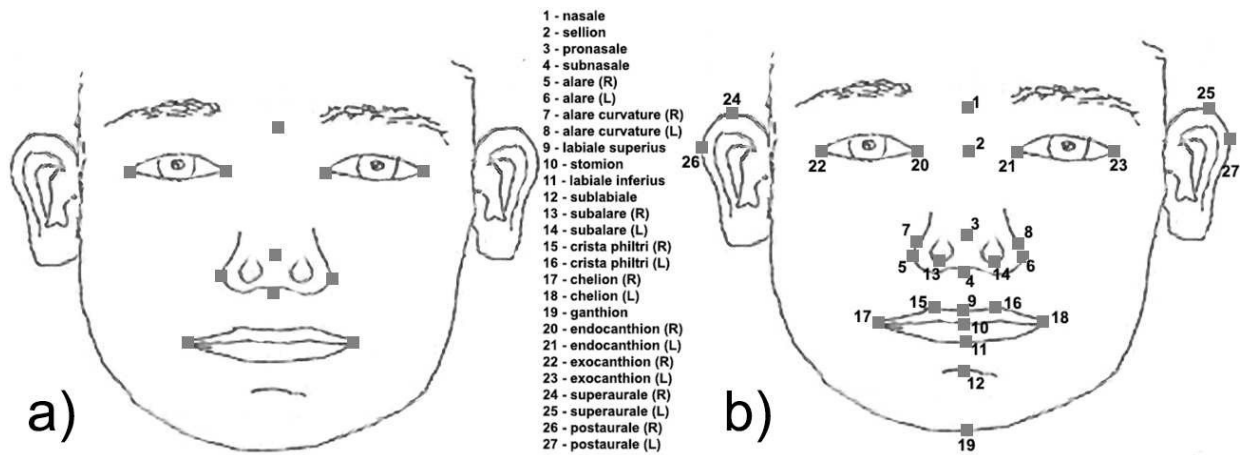 1 - nasale
2 - sellion
3 - pronasale
4 - subnasale
5 - alare (R)
6 - alare (L)
7 - alare curvature (R)
8 - alare curvature (L)
9 - labiale superius
10 - stomion
11 - labiale inferius
12 - sublabiale
13 - subalare (R)
14 - subalare (L)
15 - crista philtri (R)
16 - crista philtri (L)
17 - chelion (R)
18 - chelion (L)
19 - ganthion
20 - endocanthion (R)
21 - endocanthion (L)
22 - exocanthion (R)
23 - exocanthion (L)
24 - superaurale (R)
25 - superaurale (L)
26 - postaurale (R)
27 - postaurale (L)
a)
24
1
25
26
22
20
2
21
23
27
7
3
8
5
13
4
14
6
15
9
16
17
10
18
11
12
b)
19